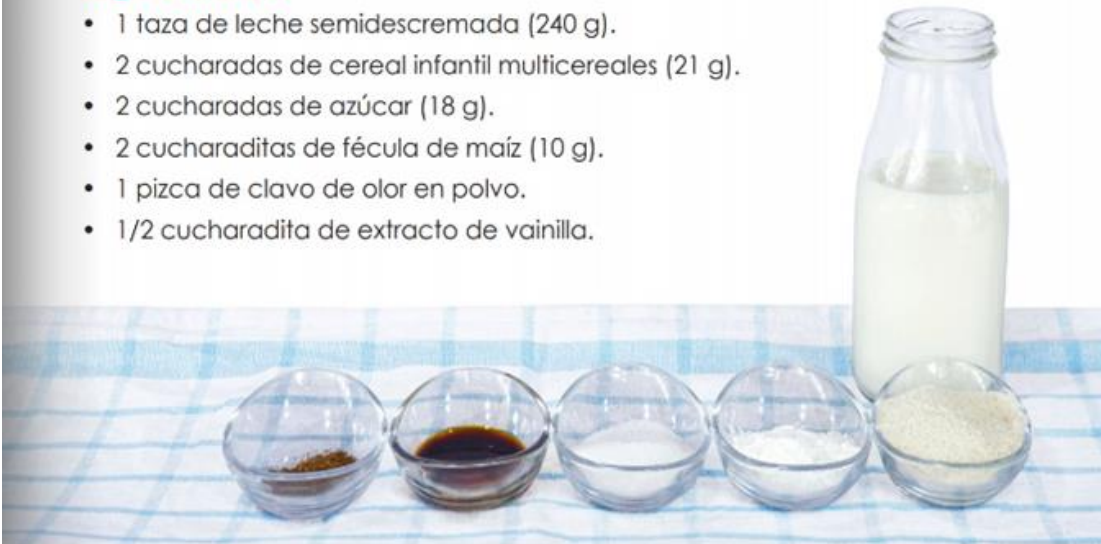 • 1 taza de leche semidescremada (240 g).
• 2 cucharadas de cereal infantil multicereales (21 g).
• 2 cucharadas de azúcar (18 g).
• 2 cucharaditas de fécula de maíz (10 g).
• 1 pizca de clavo de olor en polvo.
• 1/2 cucharadita de extracto de vainilla.